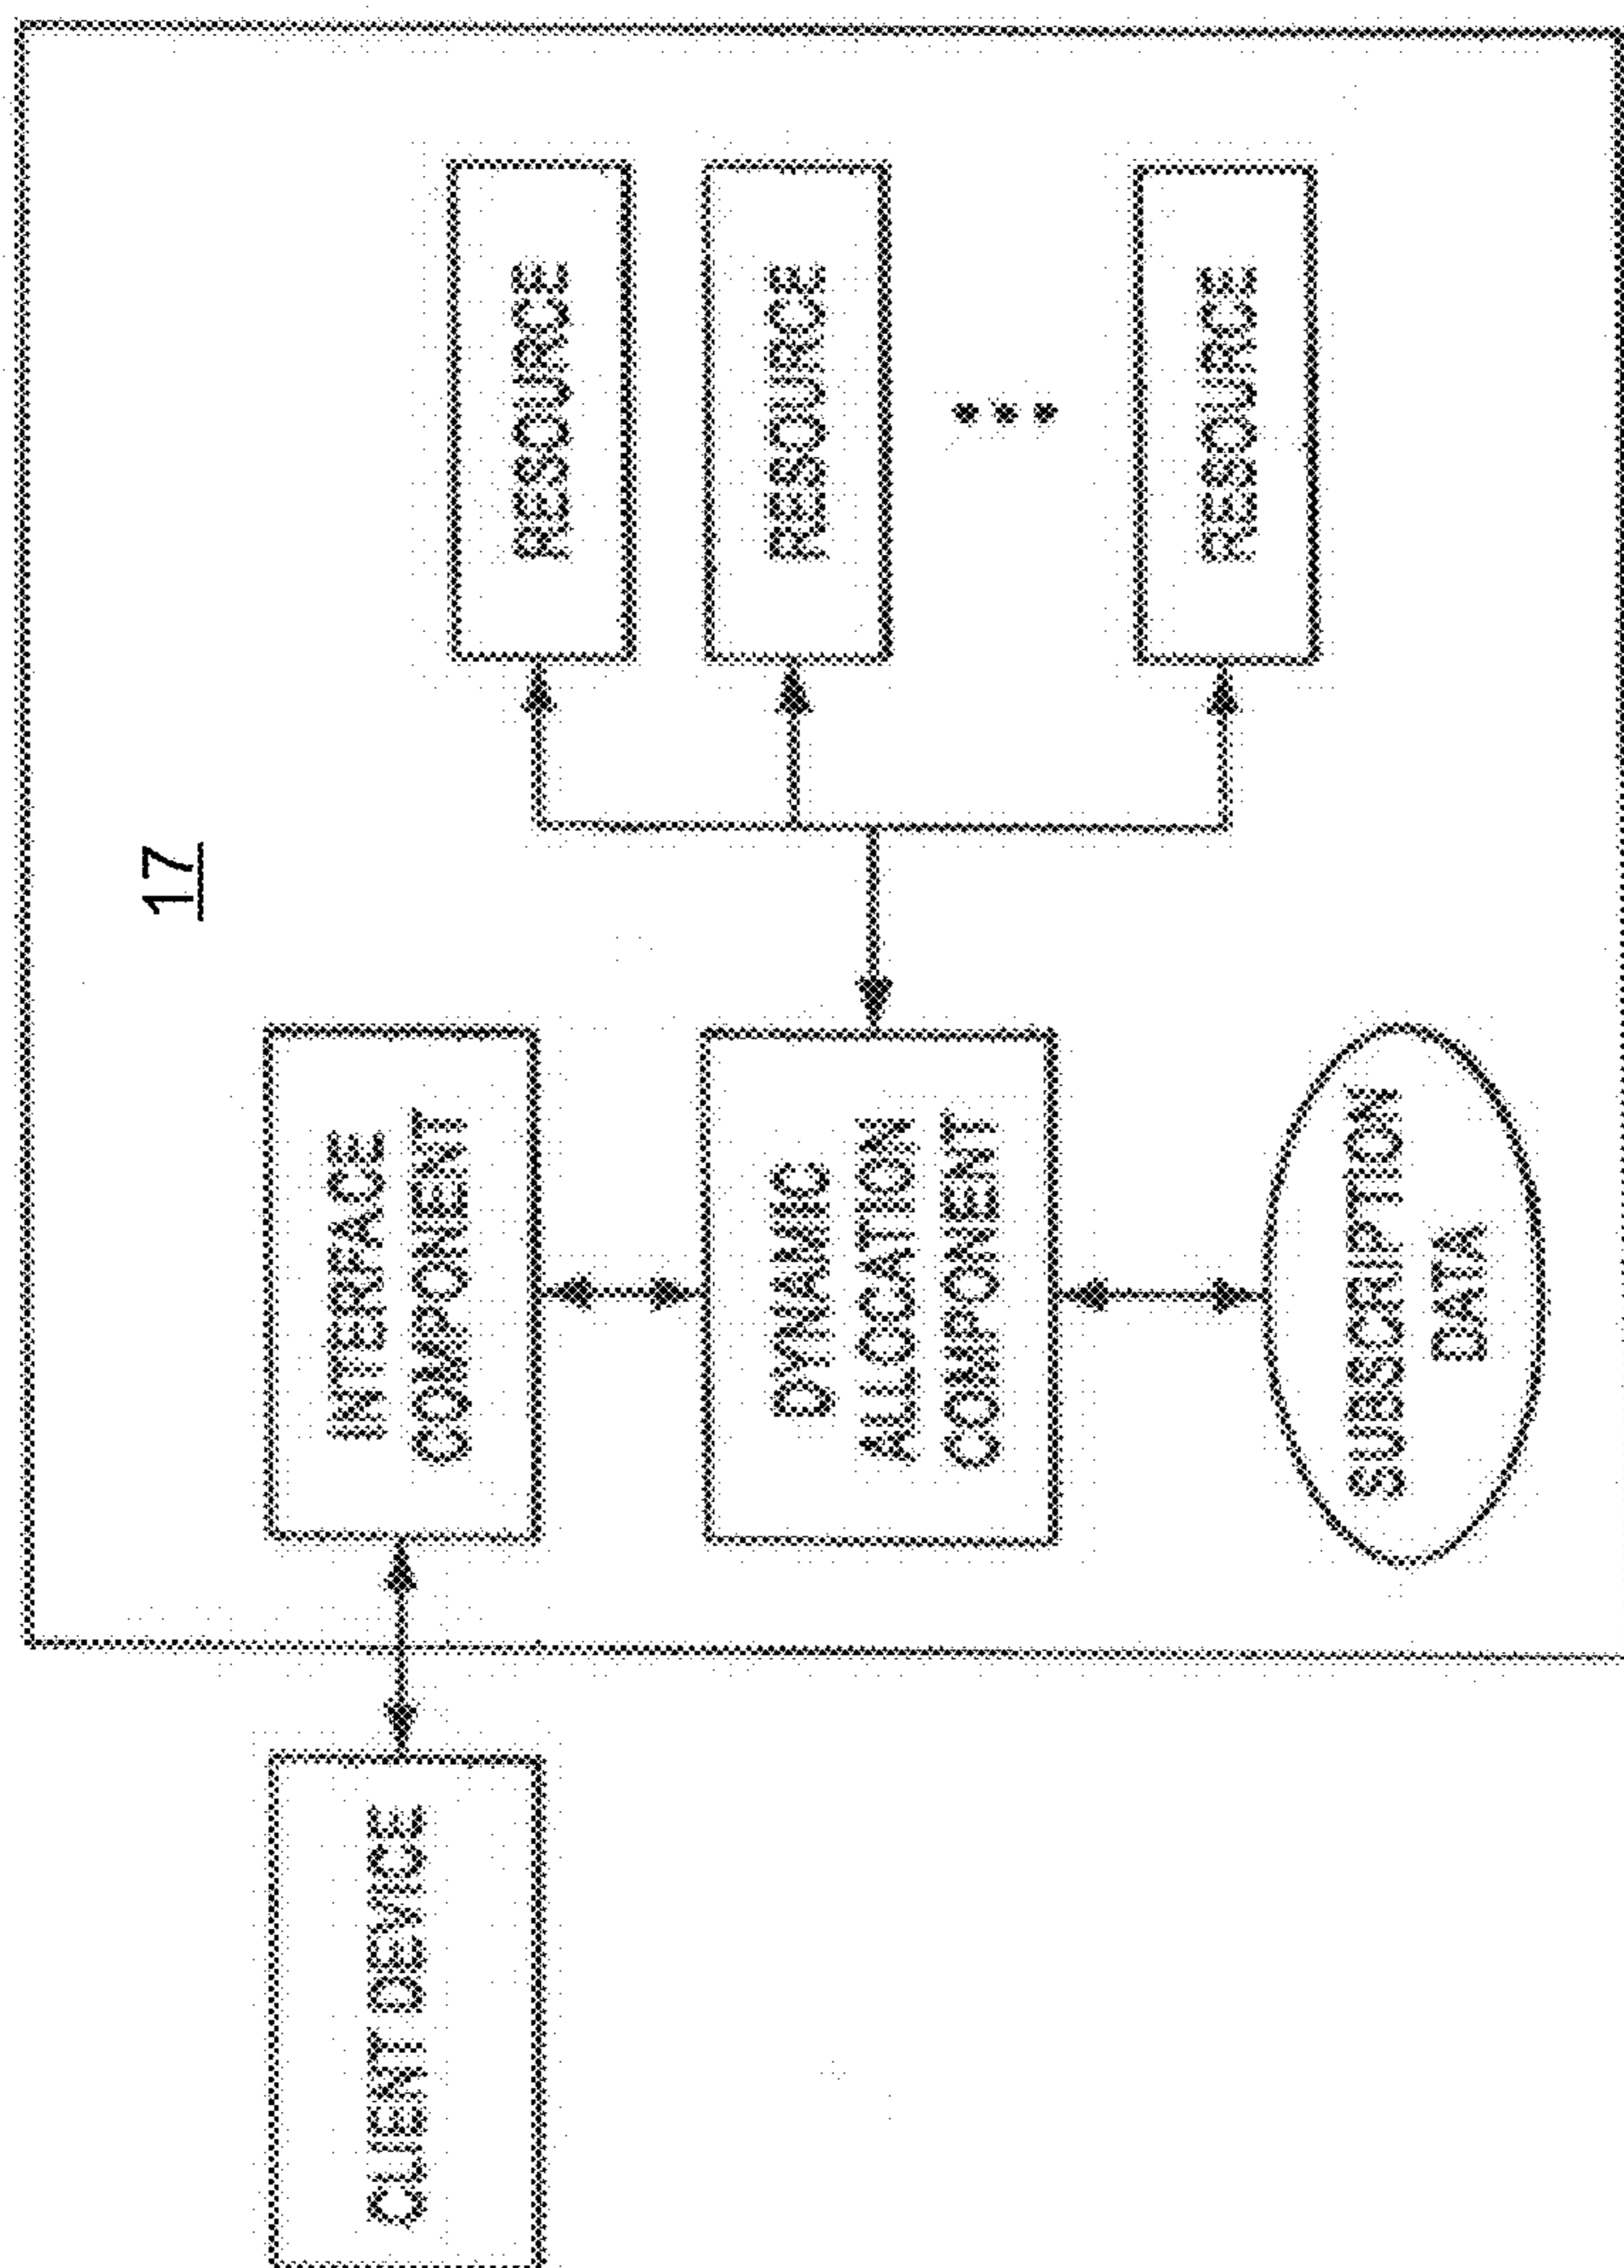 17
CLIENT DEVICE
INTERFACE
COMPONENT
DYNAMIC
ALLOCATION
COMPONENT
SUBSCRIPTION
DATA
RESOURCE
RESOURCE
RESOURCE